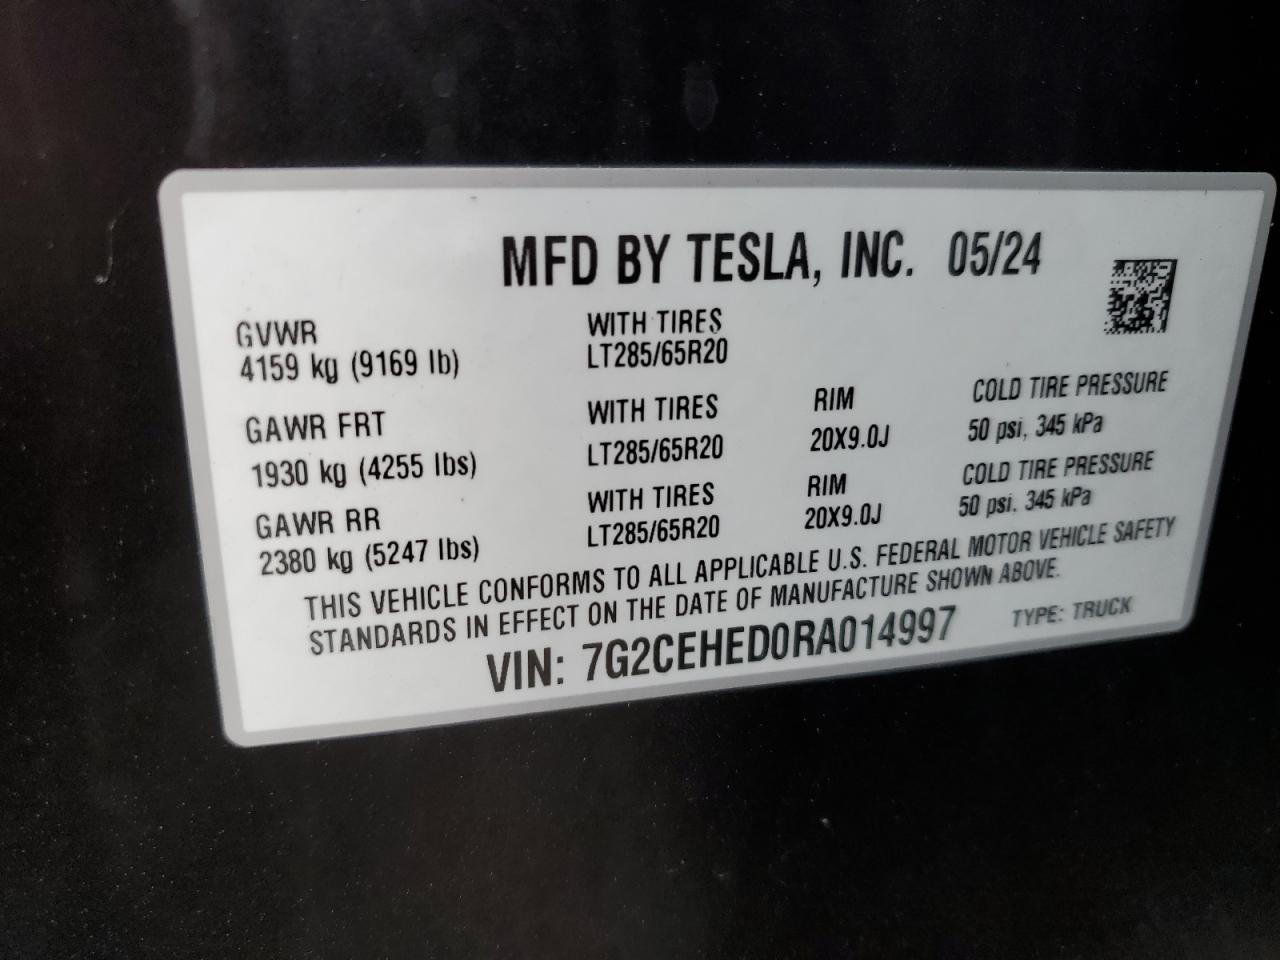 MFD BY TESLA, INC. 05/24
GVWR
4159 kg (9169 lb)
WITH TIRES
LT285/65R20
GAWR FRT
1930 kg (4255 lbs)
WITH TIRES
LT285/65R20
RIM
20X9.0J
COLD TIRE PRESSURE
50 psi, 345 kPa
GAWR RR
2380 kg (5247 lbs)
WITH TIRES
LT285/65R20
RIM
20X9.0J
COLD TIRE PRESSURE
50 psi. 345 kPa
THIS VEHICLE CONFORMS TO ALL APPLICABLE U.S. FEDERAL MOTOR VEHICLE SAFETY
STANDARDS IN EFFECT ON THE DATE OF MANUFACTURE SHOWN ABOVE.
VIN: 7G2CEHED0RA014997
TYPE: TRUCK